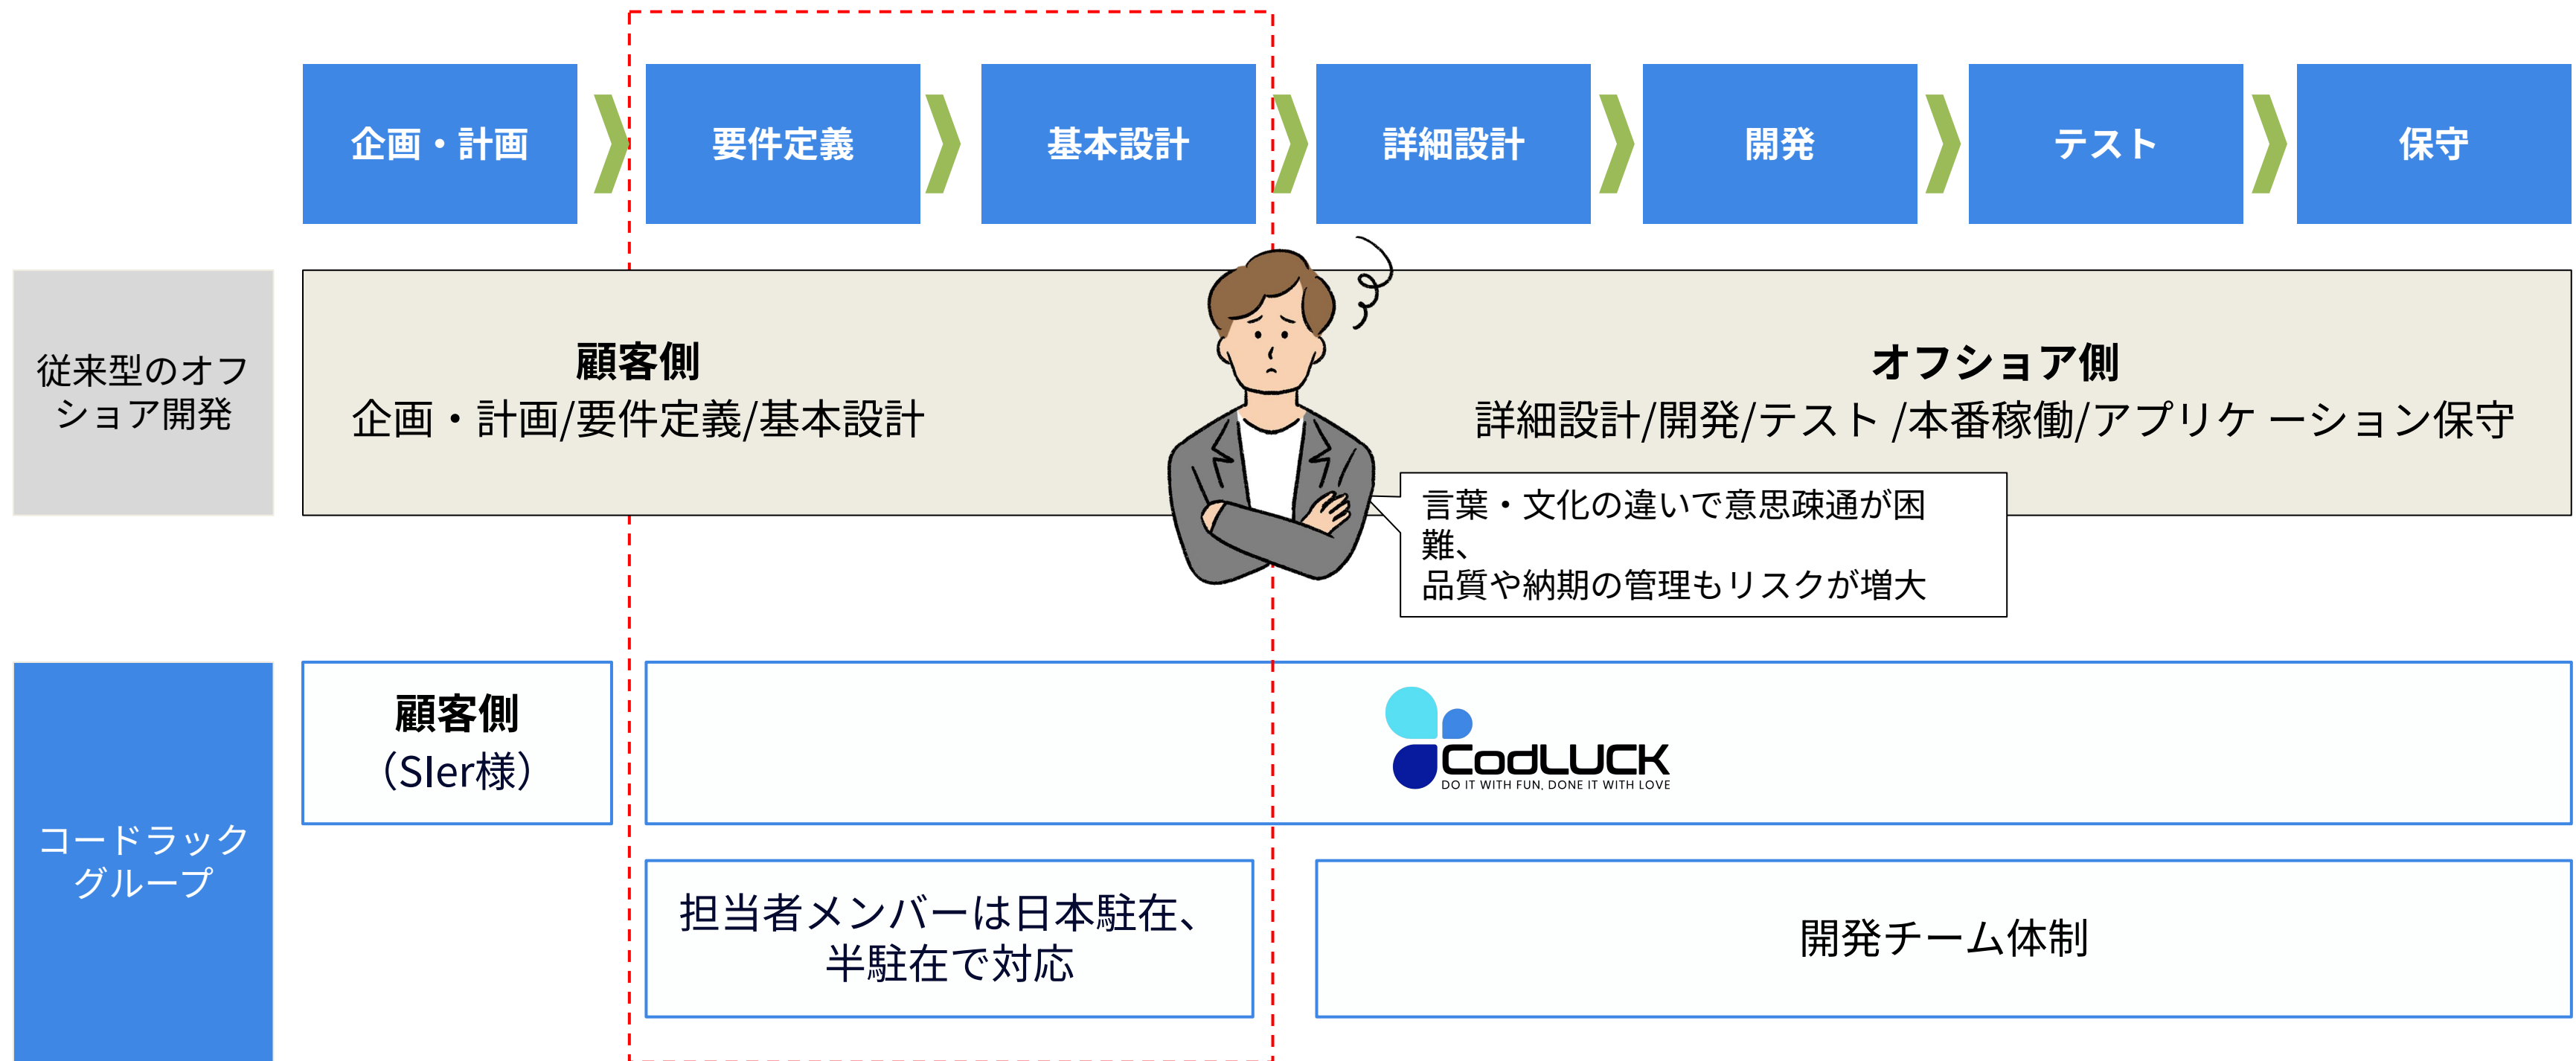 企画・計画
要件定義
基本設計
詳細設計
開発
テスト
保守
従来型のオフ
ショア開発
顧客側
企画・計画/要件定義/基本設計
オフショア側
詳細設計/開発/テスト /本番稼働/アプリケ ーション保守
言葉・文化の違いで意思疎通が困
難、
品質や納期の管理もリスクが増大
コードラック
グループ
顧客側
（SIer様）
CodLUCK
DO IT WITH FUN, DONE IT WITH LOVE
担当者メンバーは日本駐在、
半駐在で対応
開発チーム体制